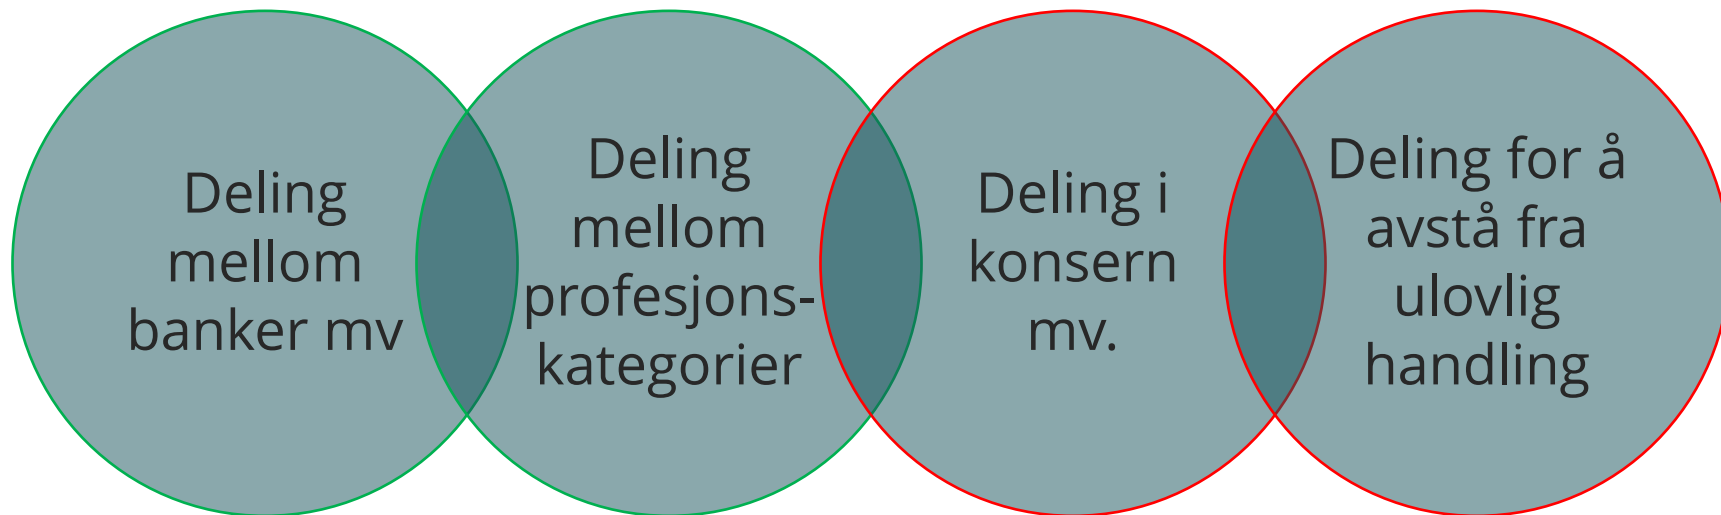 Deling
mellom
banker mv
Deling
mellom
profesjons-
kategorier
Deling i
konsern
mv.
Deling for å
avstå fra
ulovlig
handling